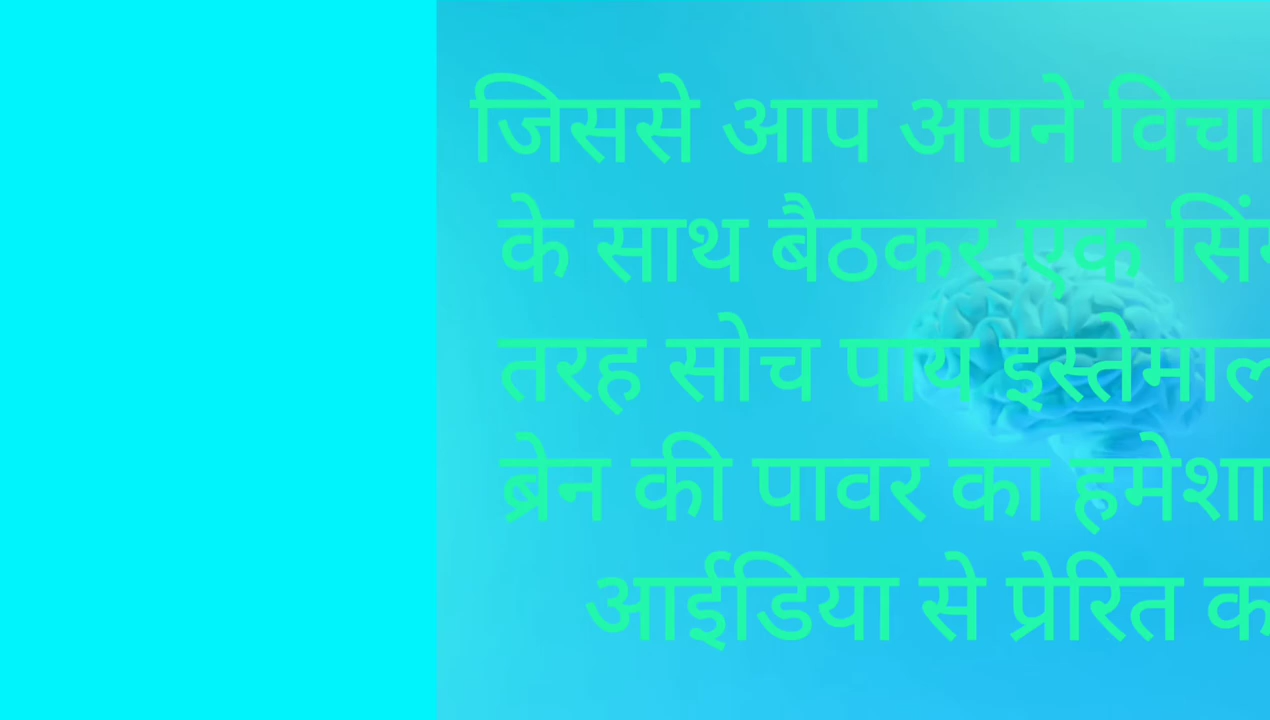 जिससे आप अपने
के साथ बैठकर एक
तरह सोच पाय इस्तेमाल
ब्रेन की पावर का हमेशा
आईडिया से प्रेरित